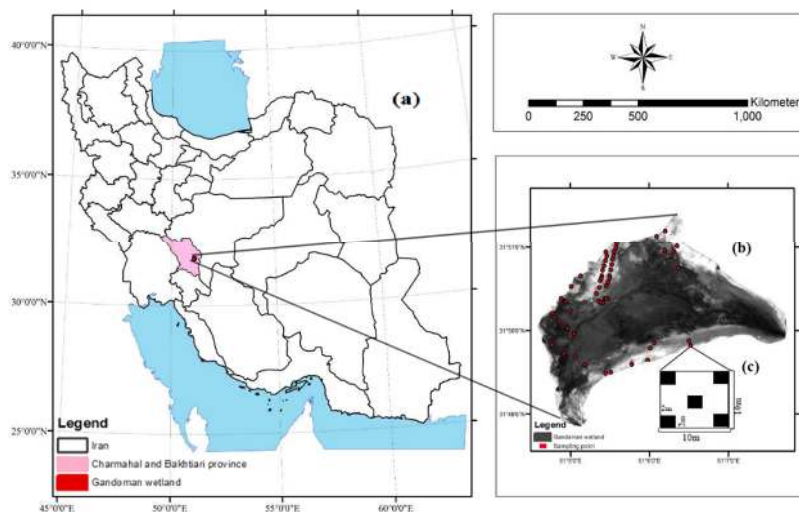 40°0'0"N
35°0'0"N
30°0'0"N
25°0'0"N
(a)
Legend
Iran
Charmahal and Bakhtiari province
Gandoman wetland
45°0'0"E
50°0'0"E
55°0'0"E
60°0'0"E
N
W
E
S
Kilometer
0
250
500
1,000
(b)
(c)
10m
10m
Legend
Gandoman wetland
Sampling point